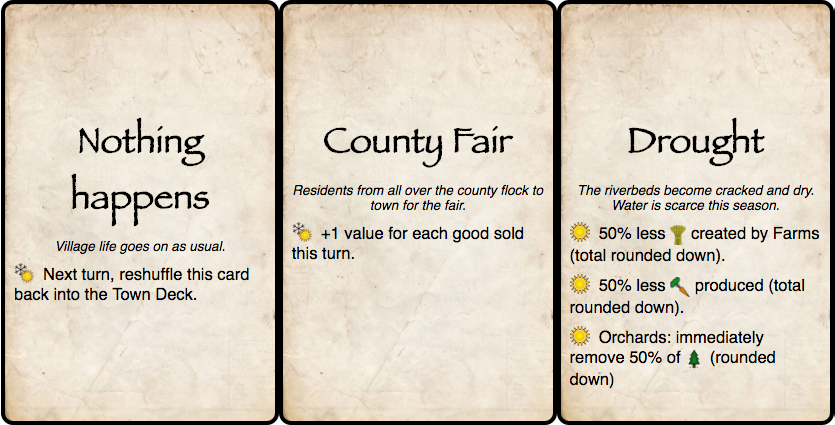 Nothing
happens
Village life goes on as usual.
Next turn, reshuffle this card
back into the Town Deck.
County Fair
Residents from all over the county flock to
town for the fair.
+1 value for each good sold
this turn.
Drought
The riverbeds become cracked and dry.
Water is scarce this season.
50% less created by Farms
(total rounded down).
50% less produced (total
rounded down).
Orchards: immediately
remove 50% of (rounded
down)